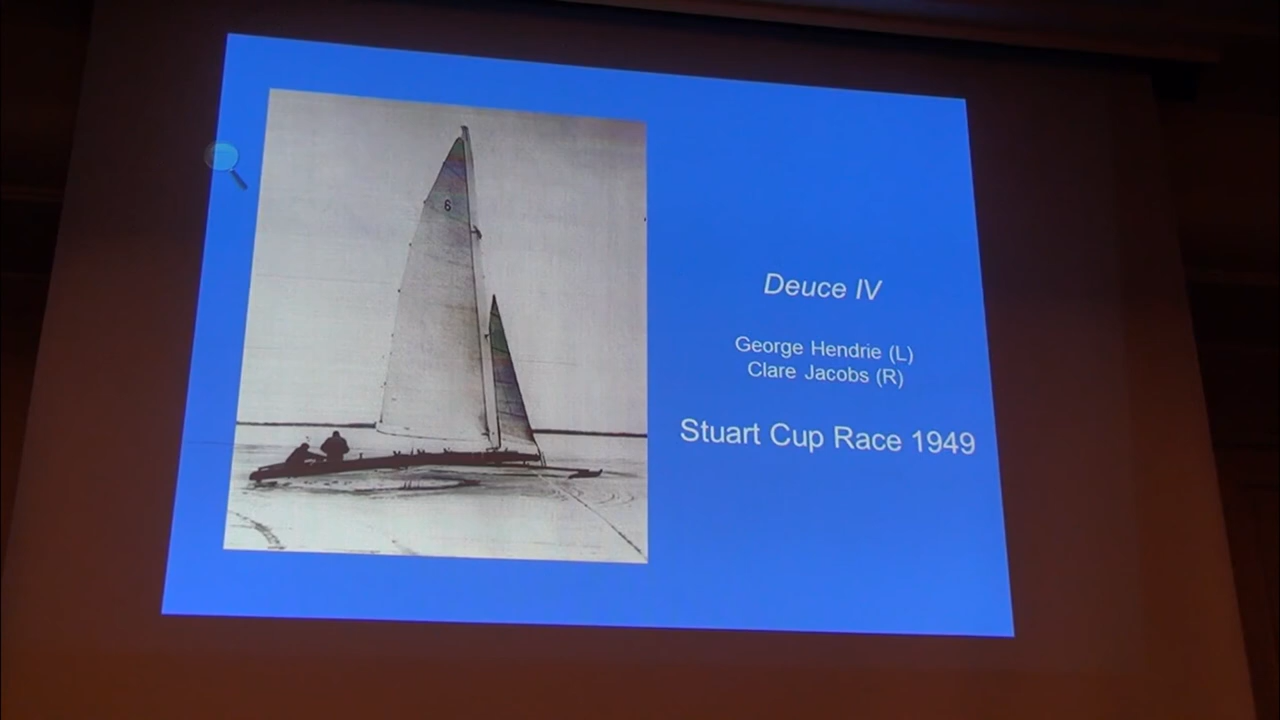 6
Deuce IV
George Hendrie (L)
Clare Jacobs (R)
Stuart Cup Race 1949